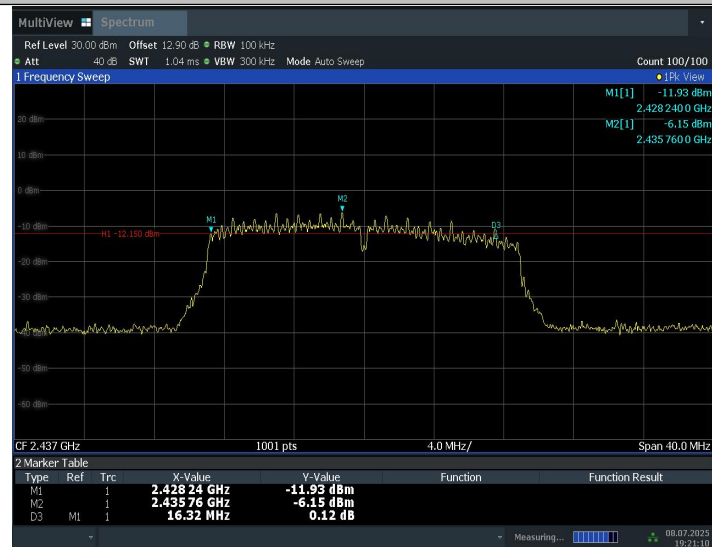 MultiView Spectrum
Ref Level 30.00 dBm Offset 12.90 dB RBW 100 kHz
Att 40 dB SWT 1.04 ms VBW 300 kHz Mode Auto Sweep Count 100/100
1 Frequency Sweep 1Pk View
M1[1] -11.93 dBm
2.428 240 0 GHz
20 dBm
M2[1] -6.15 dBm
2.435 760 0 GHz
10 dBm
0 dBm
M2
M1
D3
-10 dBm
H1 -12.150 dBm
-20 dBm
-30 dBm
-40 dBm
-50 dBm
-60 dBm
CF 2.437 GHz 1001 pts 4.0 MHz/ Span 40.0 MHz
2 Marker Table
Type Ref Trc X-Value Y-Value Function Function Result
M1 1 2.428 24 GHz -11.93 dBm
M2 1 2.435 76 GHz -6.15 dBm
D3 M1 1 16.32 MHz 0.12 dB
Measuring... 08.07.2025
19:21:10